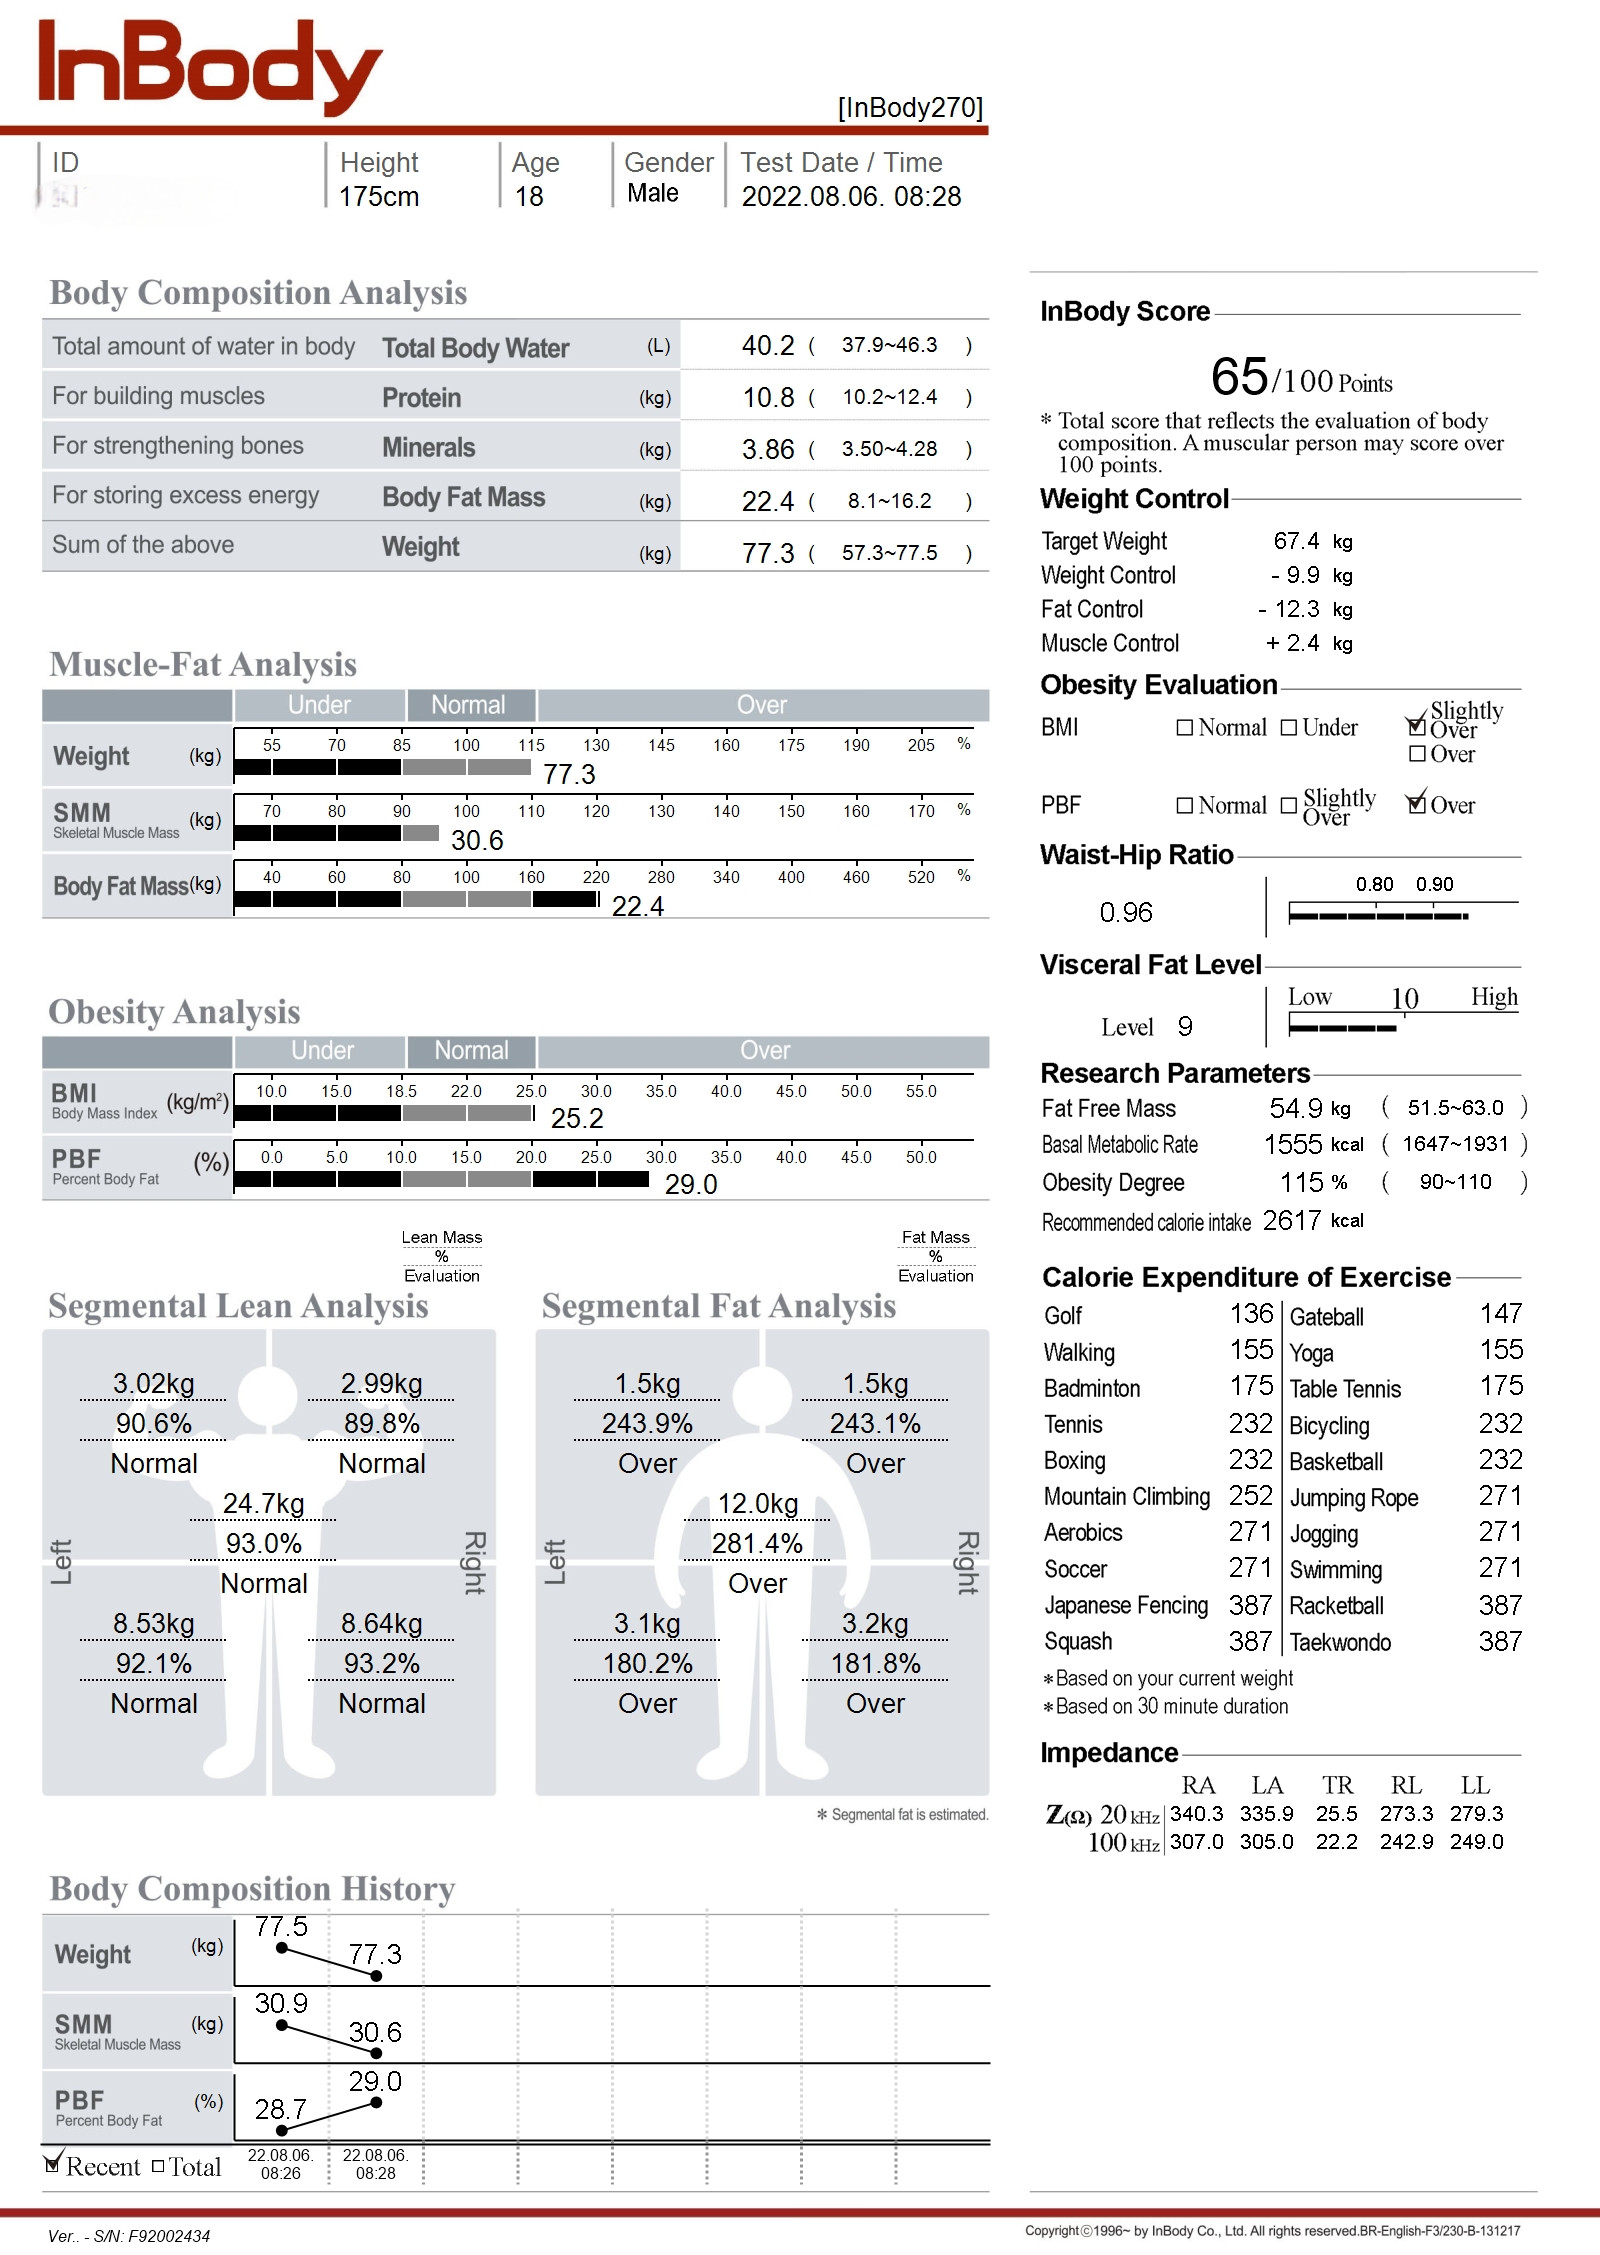 InBody
[InBody270]
ID Height Age Gender Test Date / Time
175cm 18 Male 2022.08.06. 08:28
Body Composition Analysis
Total amount of water in body Total Body Water (L) 40.2 ( 37.9~46.3 )
For building muscles Protein (kg) 10.8 ( 10.2~12.4 )
For strengthening bones Minerals (kg) 3.86 ( 3.50~4.28 )
For storing excess energy Body Fat Mass (kg) 22.4 ( 8.1~16.2 )
Sum of the above Weight (kg) 77.3 ( 57.3~77.5 )
Muscle-Fat Analysis
Under Normal Over
Weight (kg) 55 70 85 100 115 130 145 160 175 190 205 %
77.3
SMM (kg) 70 80 90 100 110 120 130 140 150 160 170 %
Skeletal Muscle Mass 30.6
Body Fat Mass (kg) 40 60 80 100 160 220 280 340 400 460 520 %
22.4
Obesity Analysis
Under Normal Over
BMI (kg/m²) 10.0 15.0 18.5 22.0 25.0 30.0 35.0 40.0 45.0 50.0 55.0
Body Mass Index 25.2
PBF (%) 0.0 5.0 10.0 15.0 20.0 25.0 30.0 35.0 40.0 45.0 50.0
Percent Body Fat 29.0
Lean Mass
%
Evaluation
Segmental Lean Analysis
3.02kg 2.99kg
90.6% 89.8%
Normal Normal
24.7kg
93.0%
Normal
Left Right
8.53kg 8.64kg
92.1% 93.2%
Normal Normal
Fat Mass
%
Evaluation
Segmental Fat Analysis
1.5kg 1.5kg
243.9% 243.1%
Over Over
12.0kg
281.4%
Over
Left Right
3.1kg 3.2kg
180.2% 181.8%
Over Over
* Segmental fat is estimated.
Body Composition History
Weight (kg) 77.5 77.3
SMM (kg) 30.9 30.6
Skeletal Muscle Mass
PBF (%) 28.7 29.0
Percent Body Fat
Recent Total 22.08.06. 22.08.06.
08:26 08:28
InBody Score
65/100 Points
* Total score that reflects the evaluation of body
composition. A muscular person may score over
100 points.
Weight Control
Target Weight 67.4 kg
Weight Control - 9.9 kg
Fat Control - 12.3 kg
Muscle Control + 2.4 kg
Obesity Evaluation
BMI Normal Under Slightly Over
Over
PBF Normal Slightly Over Over
Waist-Hip Ratio
0.96 0.80 0.90
Visceral Fat Level
Low 10 High
Level 9
Research Parameters
Fat Free Mass 54.9 kg ( 51.5~63.0 )
Basal Metabolic Rate 1555 kcal ( 1647~1931 )
Obesity Degree 115 % ( 90~110 )
Recommended calorie intake 2617 kcal
Calorie Expenditure of Exercise
Golf 136 Gateball 147
Walking 155 Yoga 155
Badminton 175 Table Tennis 175
Tennis 232 Bicycling 232
Boxing 232 Basketball 232
Mountain Climbing 252 Jumping Rope 271
Aerobics 271 Jogging 271
Soccer 271 Swimming 271
Japanese Fencing 387 Racketball 387
Squash 387 Taekwondo 387
*Based on your current weight
*Based on 30 minute duration
Impedance
RA LA TR RL LL
Z(Ω) 20 kHz 340.3 335.9 25.5 273.3 279.3
100 kHz 307.0 305.0 22.2 242.9 249.0
Ver.. - S/N: F92002434
Copyright©1996~ by InBody Co., Ltd. All rights reserved.BR-English-F3/230-B-131217